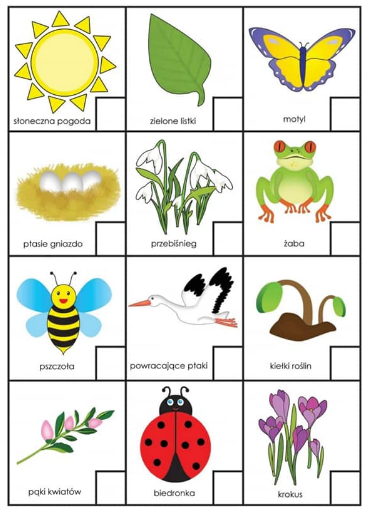 słoneczna pogoda
zielone listki
motyl
ptasie gniazdo
przebiśnieg
żaba
pszczoła
powracające ptaki
kiełki roślin
pąki kwiatów
biedronka
krokus